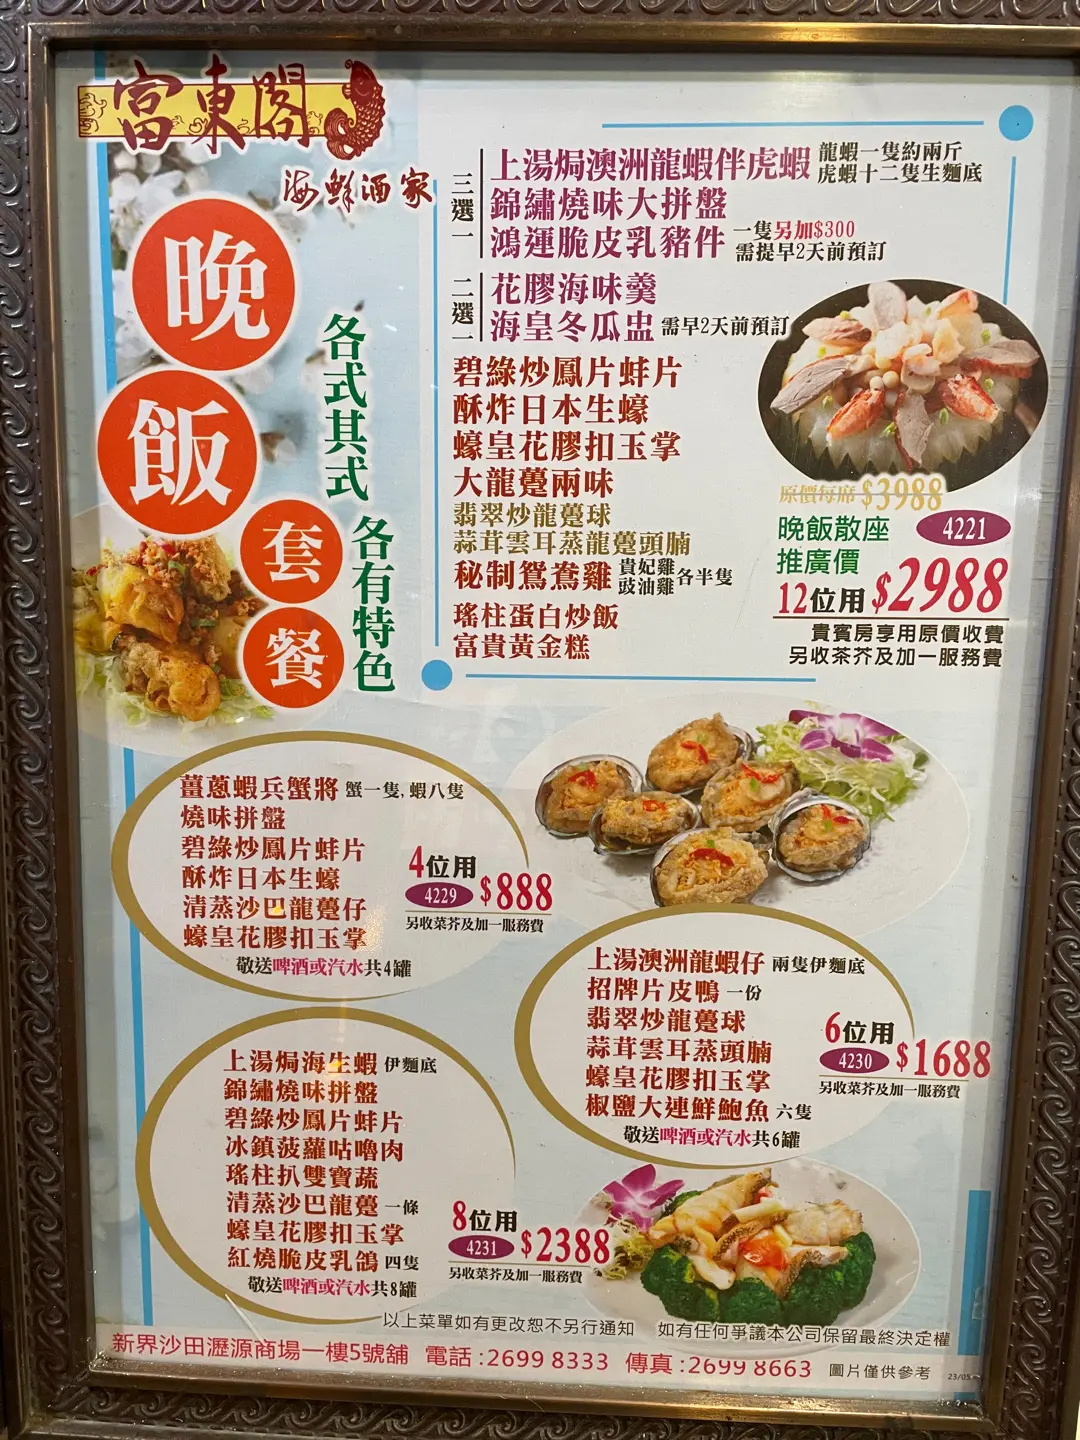 富東閣
海鮮酒家
晚飯套餐
各式其式 各有特色
三選一
上湯焗澳洲龍蝦伴虎蝦 龍蝦一隻約兩斤 虎蝦十二隻生麵底
錦繡燒味大拼盤
鴻運脆皮乳豬件 一隻另加$300 需提早2天前預訂
二選一
花膠海味羹
海皇冬瓜盅 需早2天前預訂
碧綠炒鳳片蚌片
酥炸日本生蠔
蠔皇花膠扣玉掌
大龍躉兩味
翡翠炒龍躉球
蒜茸雲耳蒸龍躉頭腩
秘制鴛鴦雞 貴妃雞 豉油雞 各半隻
瑤柱蛋白炒飯
富貴黃金糕
原價每席 $3988
晚飯散座 4221
推廣價
12位用 $2988
貴賓房享用原價收費
另收茶芥及加一服務費
薑蔥蝦兵蟹將 蟹一隻, 蝦八隻
燒味拼盤
碧綠炒鳳片蚌片
酥炸日本生蠔
清蒸沙巴龍躉仔
蠔皇花膠扣玉掌
敬送啤酒或汽水共4罐
4位用
4229 $888
另收菜芥及加一服務費
上湯澳洲龍蝦仔 兩隻伊麵底
招牌片皮鴨 一份
翡翠炒龍躉球
蒜茸雲耳蒸頭腩
蠔皇花膠扣玉掌
椒鹽大連鮮鮑魚 六隻
敬送啤酒或汽水共6罐
6位用
4230 $1688
另收菜芥及加一服務費
上湯焗海生蝦 伊麵底
錦繡燒味拼盤
碧綠炒鳳片蚌片
冰鎮菠蘿咕嚕肉
瑤柱扒雙寶蔬
清蒸沙巴龍躉 一條
蠔皇花膠扣玉掌
紅燒脆皮乳鴿 四隻
敬送啤酒或汽水共8罐
8位用
4231 $2388
另收菜芥及加一服務費
以上菜單如有更改恕不另行通知 如有任何爭議本公司保留最終決定權
新界沙田瀝源商場一樓5號舖 電話:2699 8333 傳真:2699 8663 圖片僅供參考